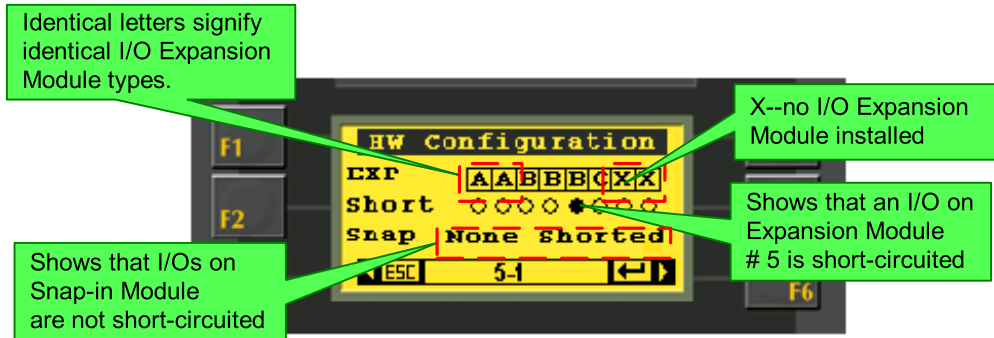 Identical letters signify
identical I/O Expansion
Module types.
X--no I/O Expansion
Module installed
F1
HW Configuration
Exp AABBBCXX
Short
F2
Snap None Shorted
ESC 5-1
Shows that an I/O on
Expansion Module
# 5 is short-circuited
Shows that I/Os on
Snap-in Module
are not short-circuited
F6